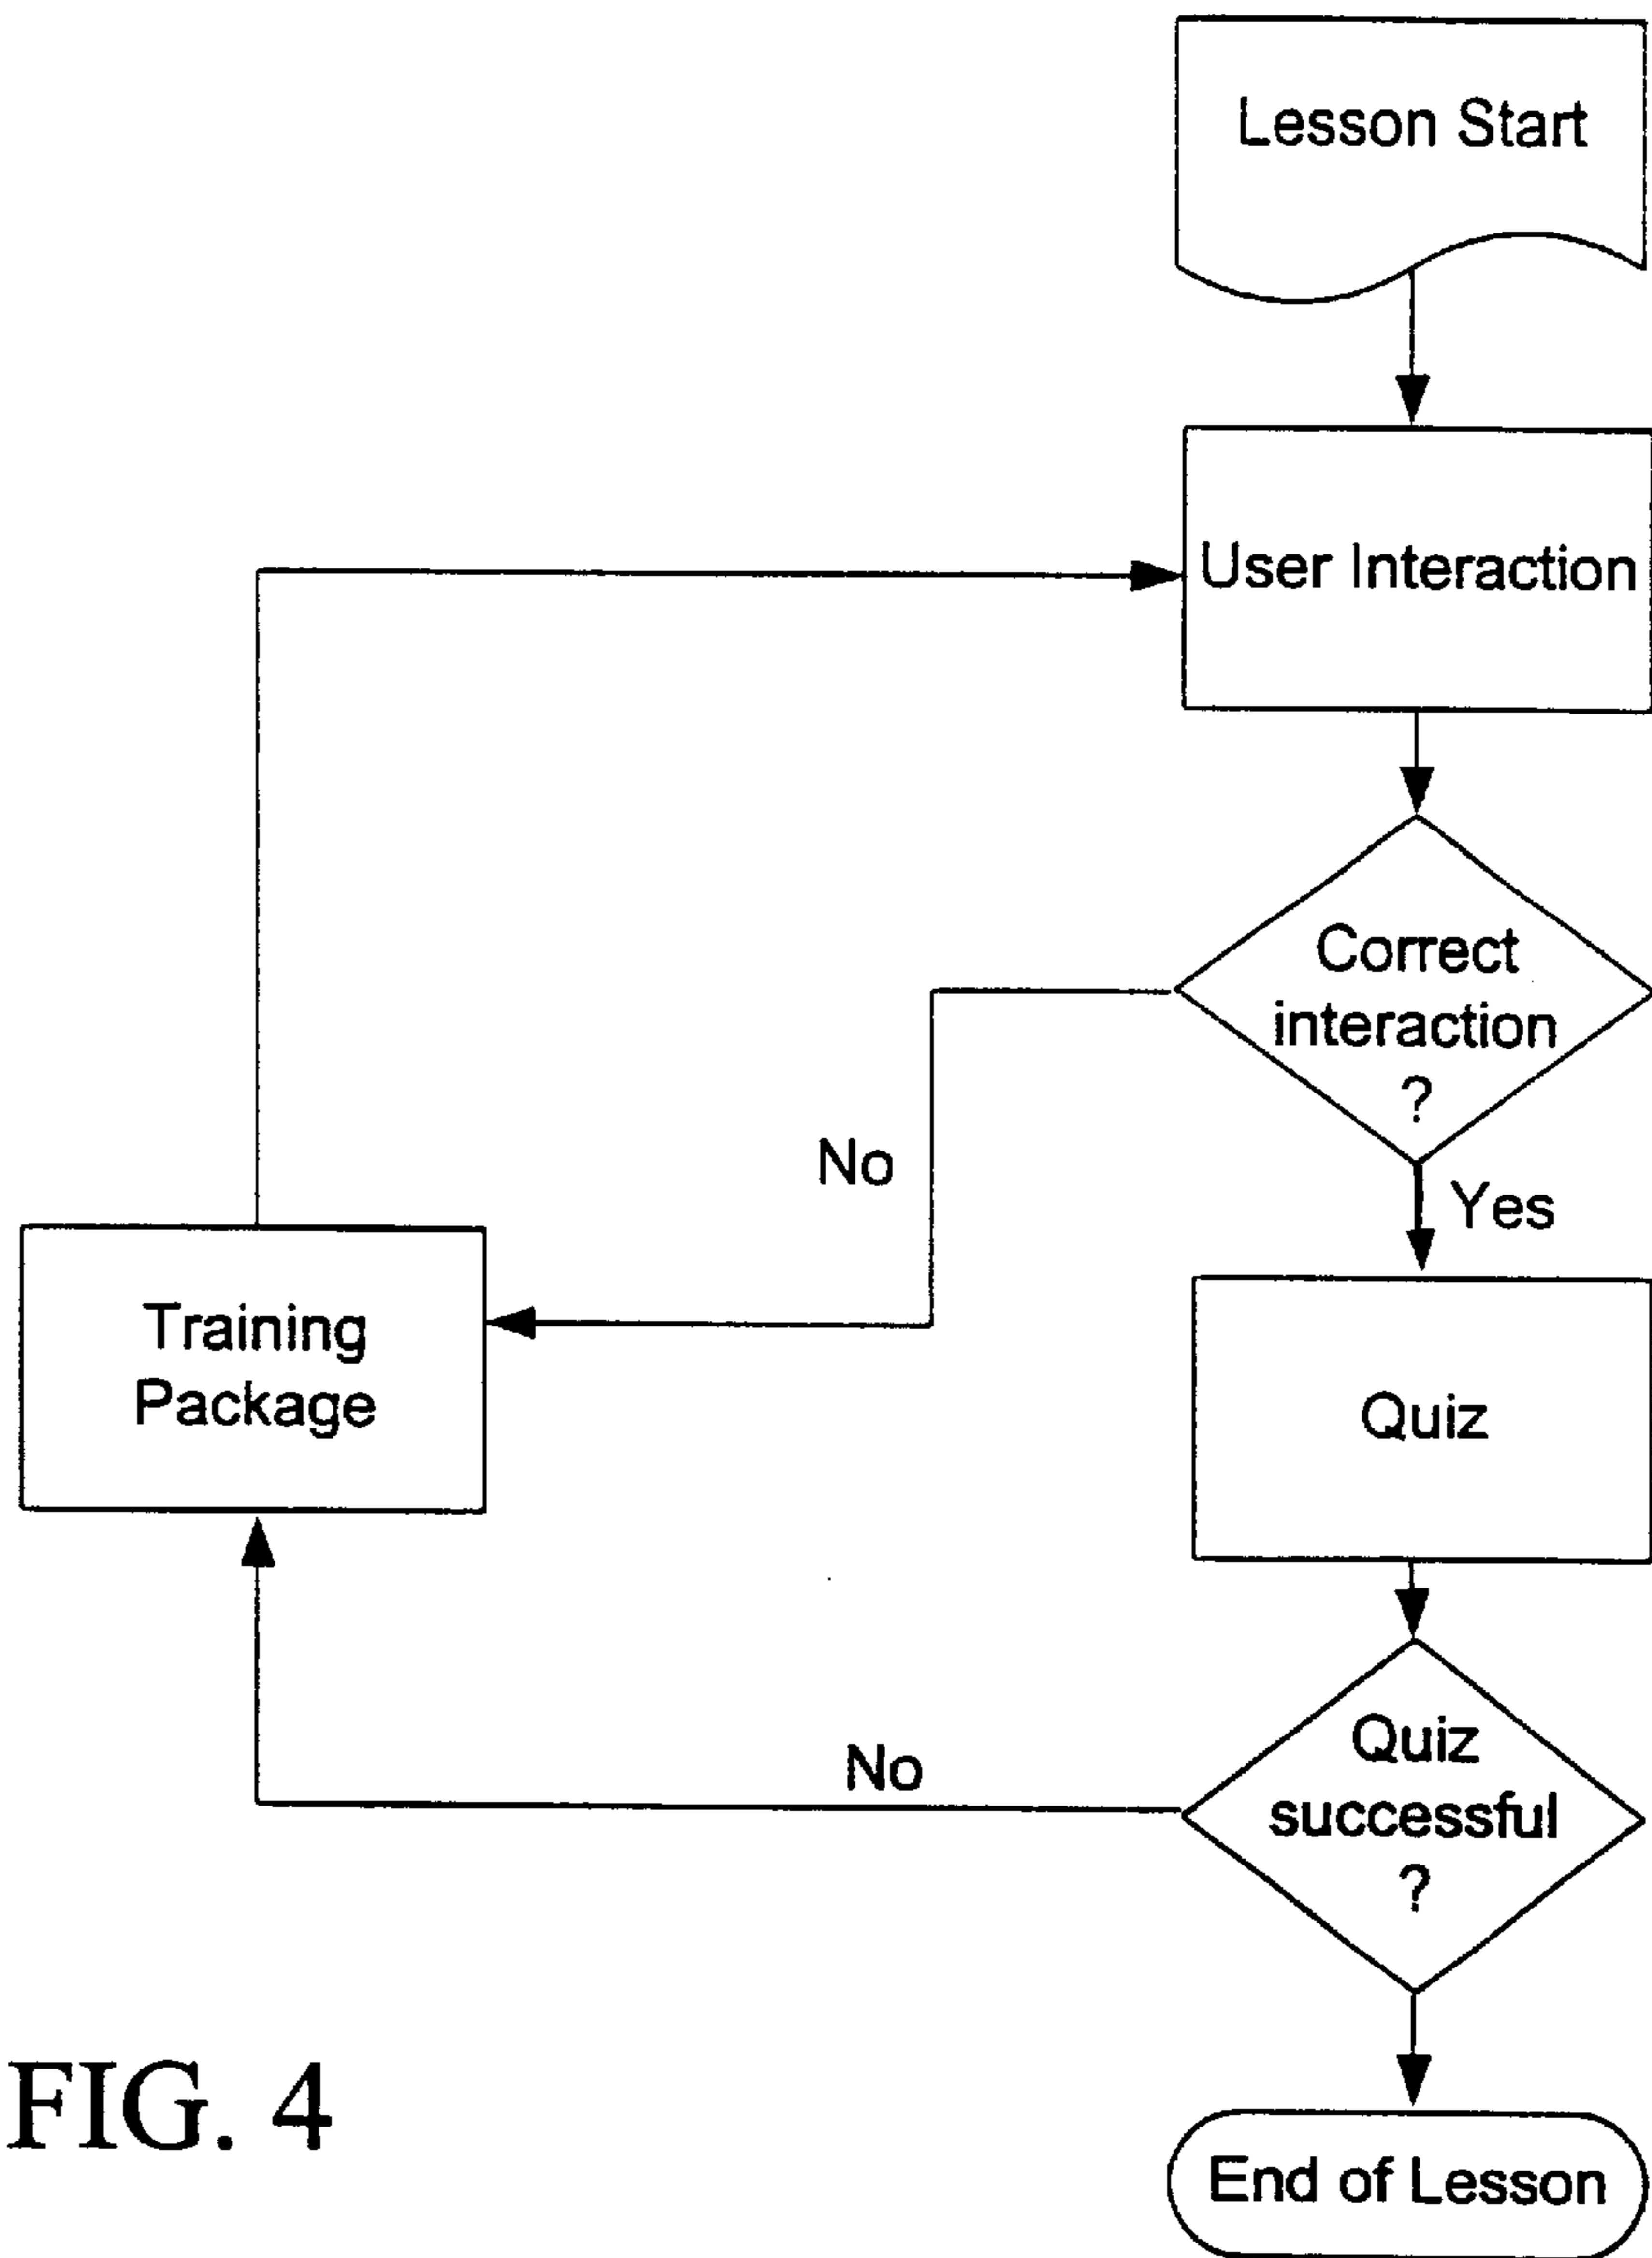 Lesson Start
User Interaction
Correct
interaction
?
No
Yes
Training
Package
Quiz
No
Quiz
successful
?
End of Lesson
FIG. 4